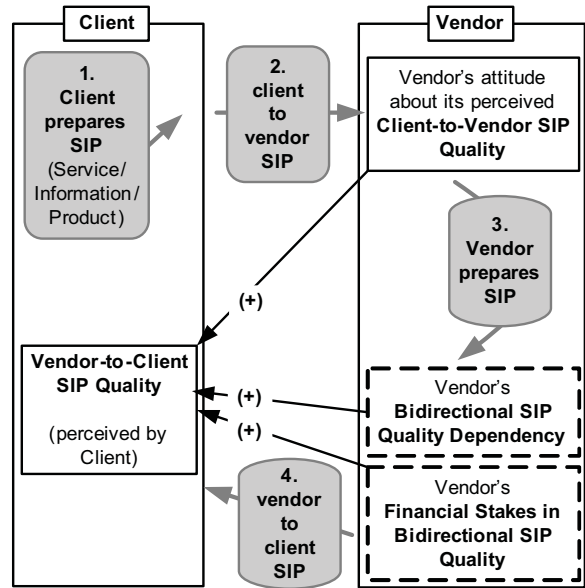 Client
Vendor
1.
Client
prepares
SIP
(Service/
Information/
Product)
2.
client
to
vendor
SIP
Vendor's attitude
about its perceived
Client-to-Vendor SIP
Quality
3.
Vendor
prepares
SIP
(+)
Vendor-to-Client
SIP Quality
(perceived by
Client)
(+)
(+)
Vendor's
Bidirectional SIP
Quality Dependency
4.
vendor
to
client
SIP
Vendor's
Financial Stakes in
Bidirectional SIP
Quality